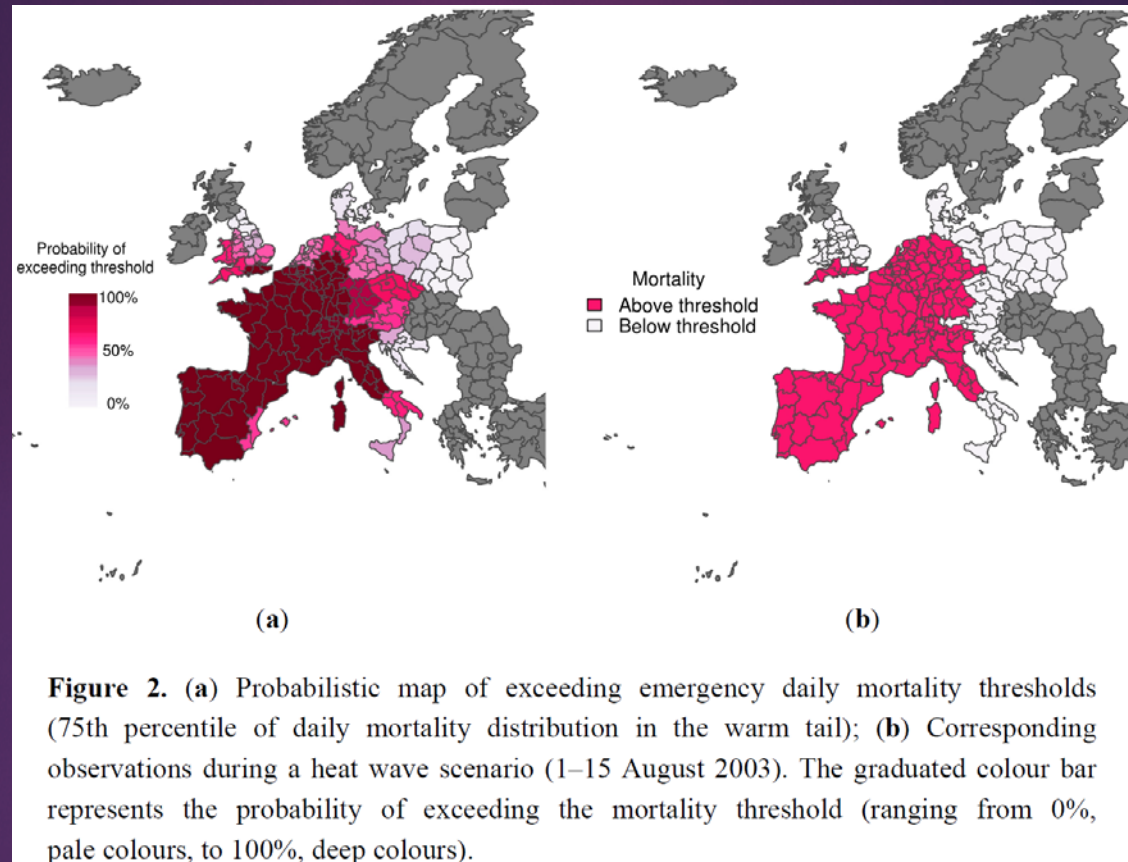 Probability of
exceeding threshold
100%
50%
0%
Mortality
Above threshold
Below threshold
(a)
(b)
Figure 2. (a) Probabilistic map of exceeding emergency daily mortality thresholds
(75th percentile of daily mortality distribution in the warm tail); (b) Corresponding
observations during a heat wave scenario (1–15 August 2003). The graduated colour bar
represents the probability of exceeding the mortality threshold (ranging from 0%,
pale colours, to 100%, deep colours).